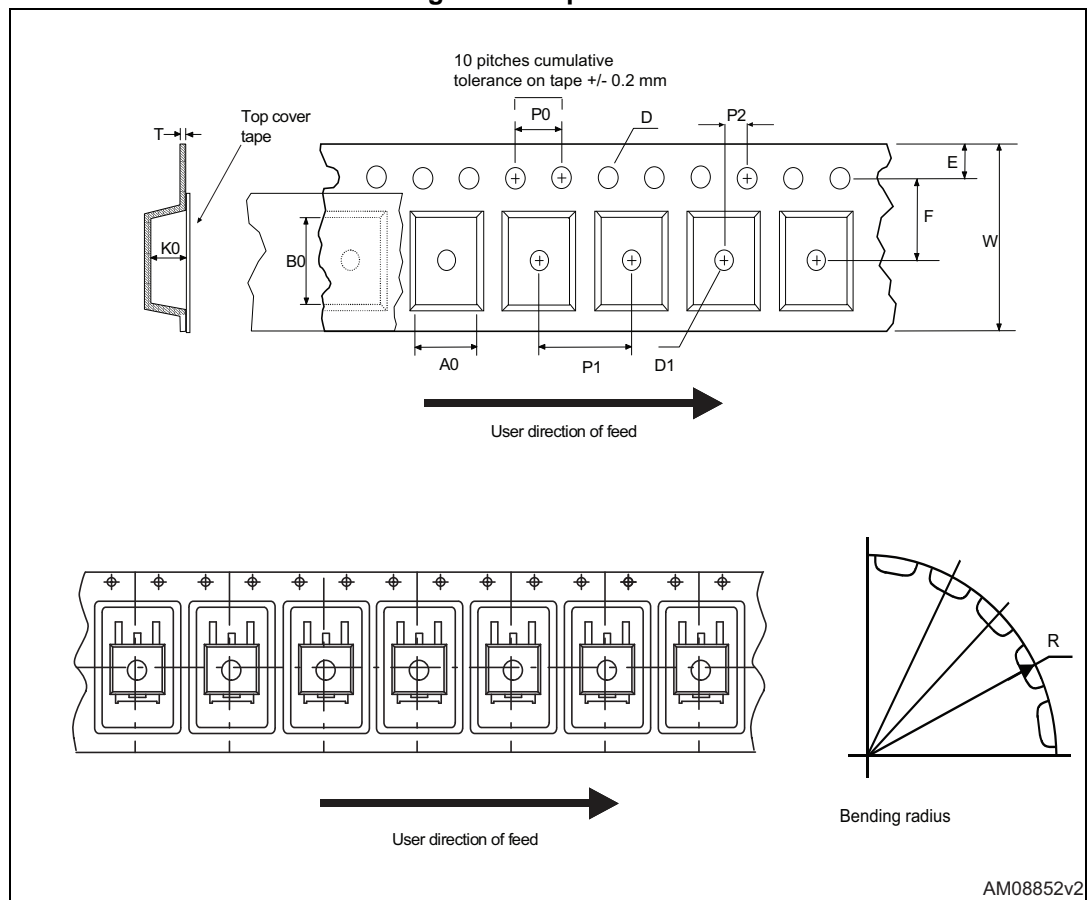 10 pitches cumulative
tolerance on tape +/- 0.2 mm
P0
D
P2
T
Top cover
tape
E
F
W
K0
B0
A0
P1
D1
User direction of feed
R
Bending radius
User direction of feed
AM08852v2